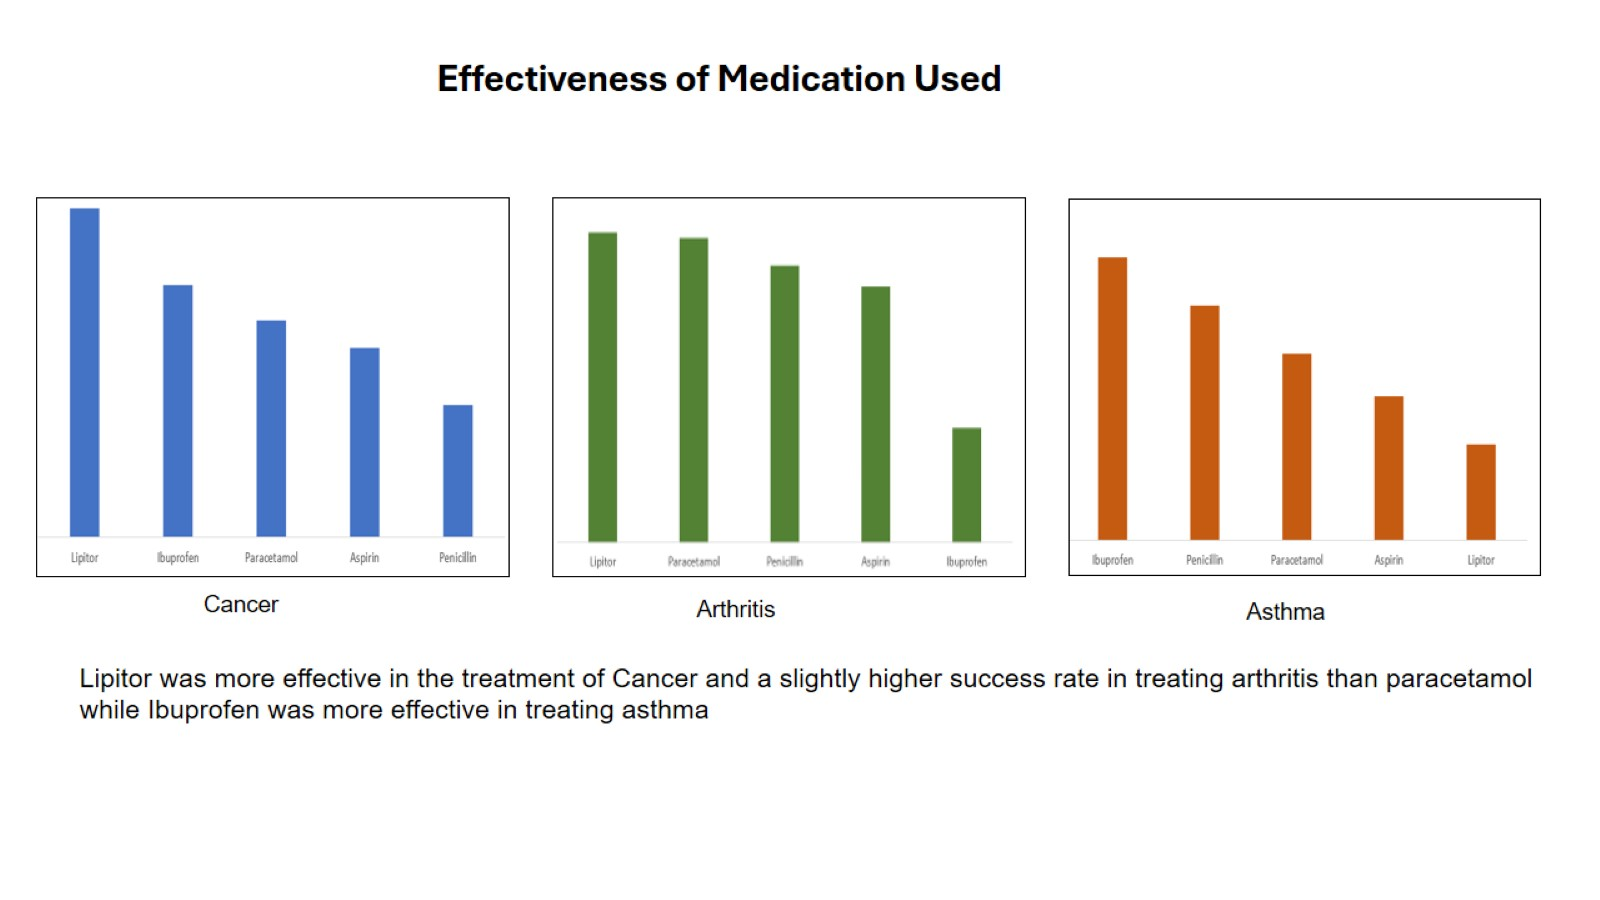 Effectiveness of Medication Used
Lipitor Ibuprofen Paracetamol Aspirin Penicillin
Cancer
Lipitor Paracetamol Penicillin Aspirin Ibuprofen
Arthritis
Ibuprofen Penicillin Paracetamol Aspirin Lipitor
Asthma
Lipitor was more effective in the treatment of Cancer and a slightly higher success rate in treating arthritis than paracetamol
while Ibuprofen was more effective in treating asthma